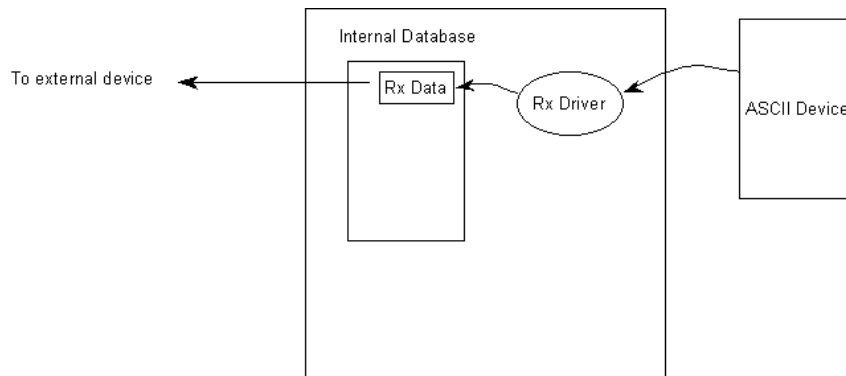 Internal Database
To external device
Rx Data
Rx Driver
ASCII Device